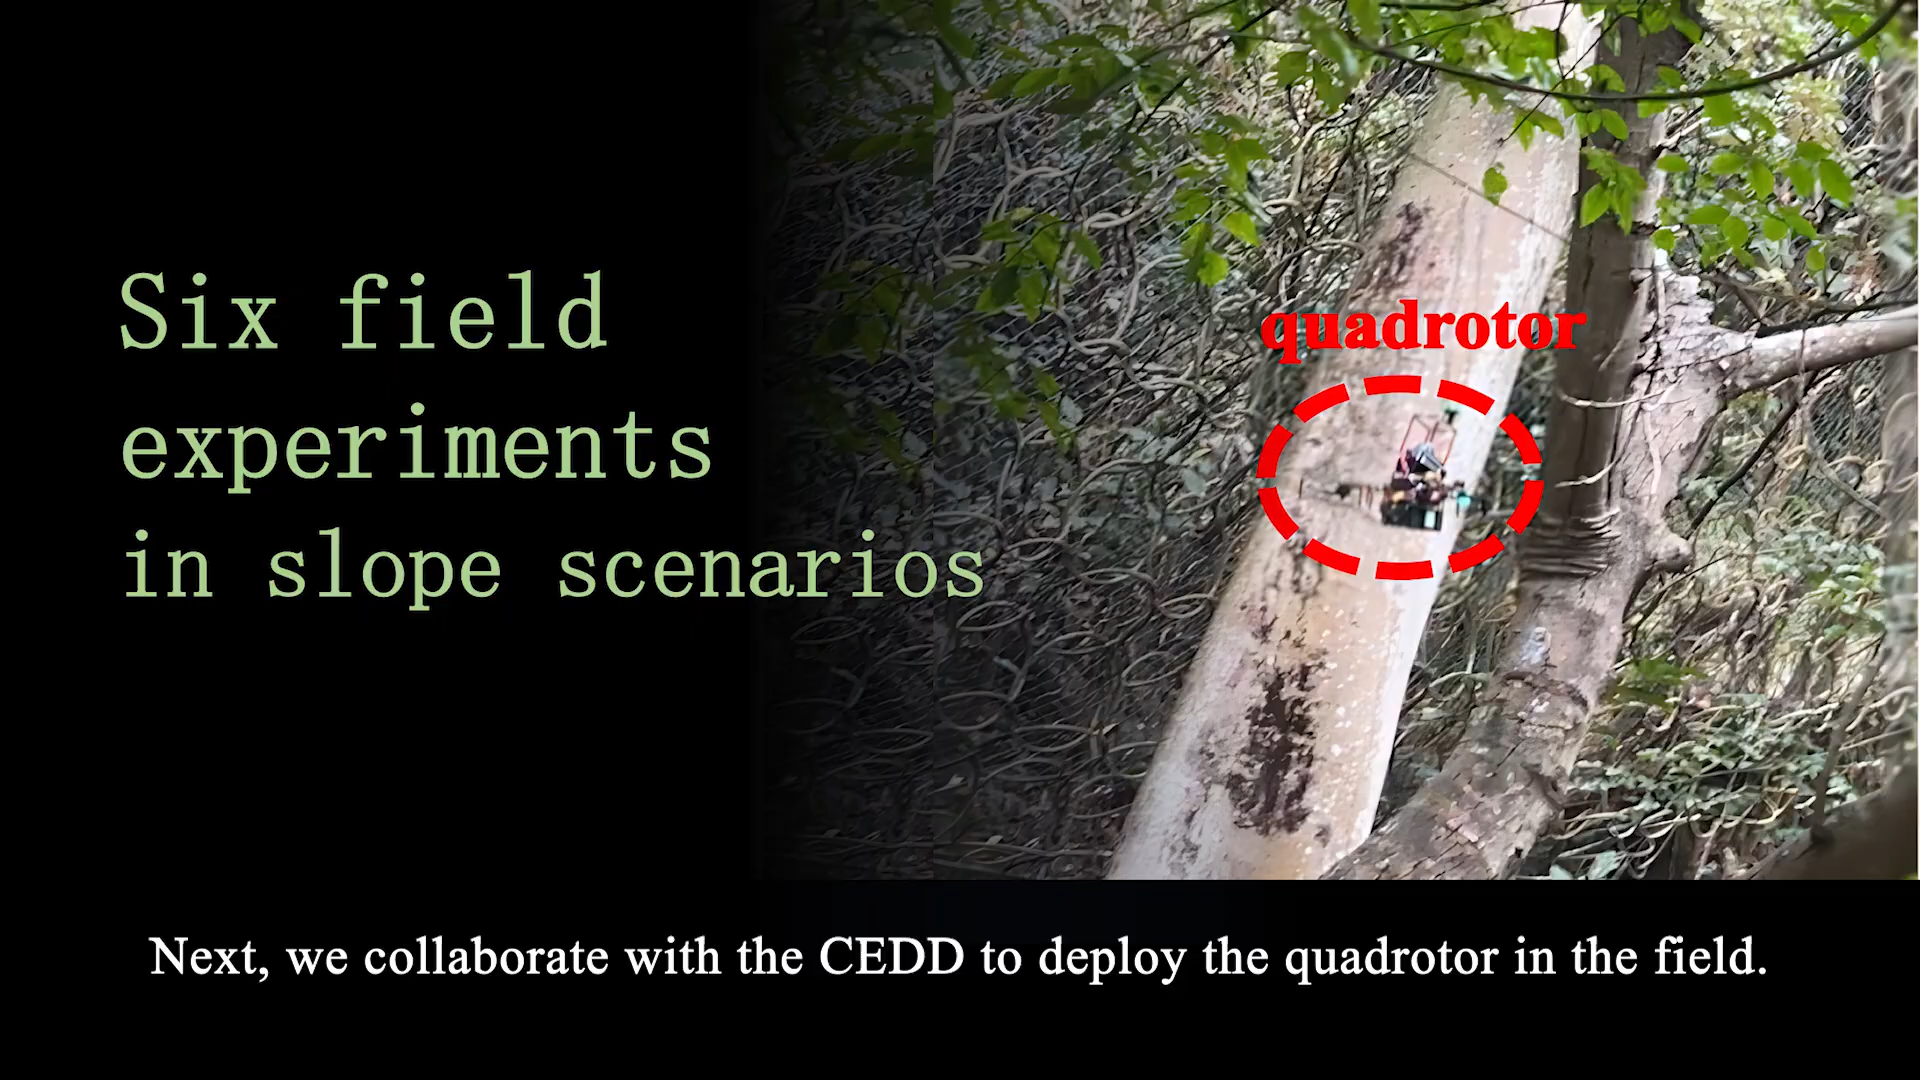 Six field
experiments
in slope scenarios
quadrotor
Next, we collaborate with the CEDD to deploy the quadrotor in the field.